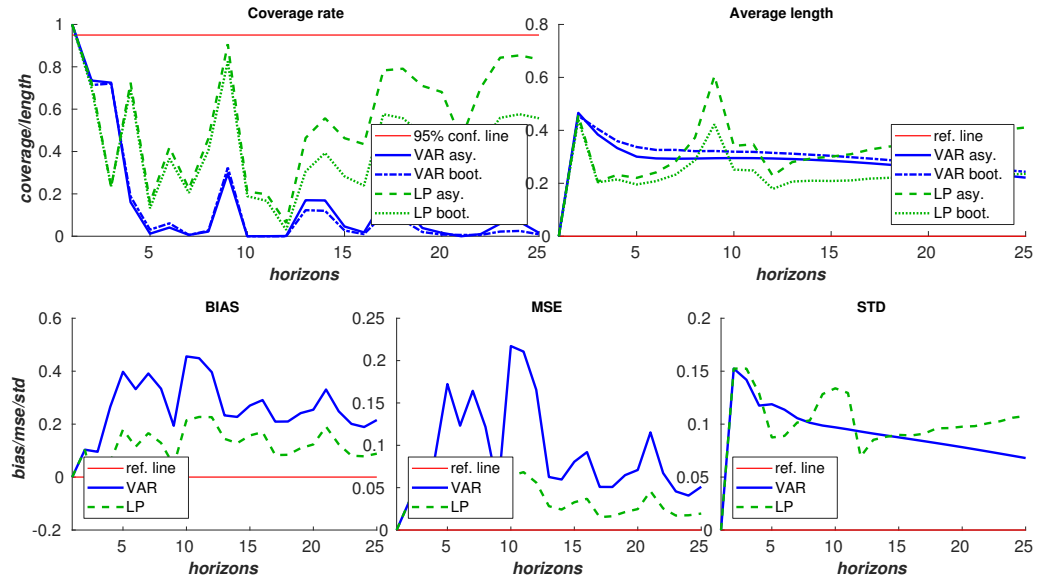 Coverage rate
coverage/length
1
0.8
0.6
0.4
0.2
0
5
10
15
20
25
horizons
95% conf. line
VAR asy.
VAR boot.
LP asy.
LP boot.
Average length
0.8
0.6
0.4
0.2
0
5
10
15
20
25
horizons
ref. line
VAR asy.
VAR boot.
LP asy.
LP boot.
BIAS
bias/mse/std
0.6
0.4
0.2
0
-0.2
5
10
15
20
25
horizons
ref. line
VAR
LP
MSE
0.25
0.2
0.15
0.1
0.05
0
5
10
15
20
25
horizons
ref. line
VAR
LP
STD
0.2
0.15
0.1
0.05
0
5
10
15
20
25
horizons
ref. line
VAR
LP